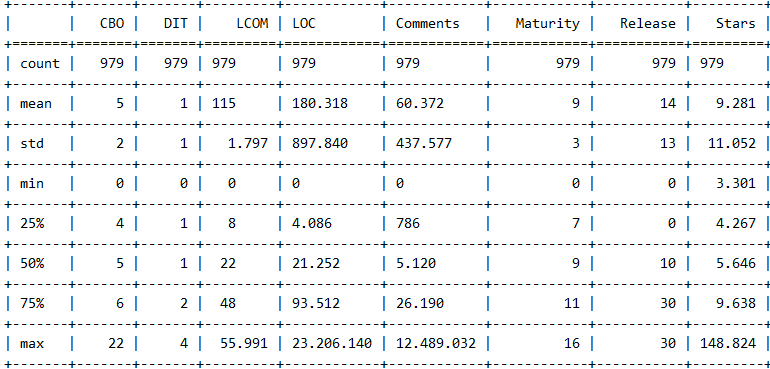 +-------+-------+-------+----------+------------+------------+------------+-----------+---------+
|       |   CBO |   DIT |     LCOM | LOC        | Comments   |   Maturity |   Release |   Stars |
+=======+=======+=======+==========+============+============+============+===========+=========+
| count |   979 |   979 | 979      | 979        | 979        |        979 |       979 | 979     |
+-------+-------+-------+----------+------------+------------+------------+-----------+---------+
| mean  |     5 |     1 | 115      | 180.318    | 60.372     |          9 |        14 |   9.281 |
+-------+-------+-------+----------+------------+------------+------------+-----------+---------+
| std   |     2 |     1 |    1.797 | 897.840    | 437.577    |          3 |        13 |  11.052 |
+-------+-------+-------+----------+------------+------------+------------+-----------+---------+
| min   |     0 |     0 |   0      | 0          | 0          |          0 |         0 |   3.301 |
+-------+-------+-------+----------+------------+------------+------------+-----------+---------+
| 25%   |     4 |     1 |   8      | 4.086      | 786        |          7 |         0 |   4.267 |
+-------+-------+-------+----------+------------+------------+------------+-----------+---------+
| 50%   |     5 |     1 |  22      | 21.252     | 5.120      |          9 |        10 |   5.646 |
+-------+-------+-------+----------+------------+------------+------------+-----------+---------+
| 75%   |     6 |     2 |  48      | 93.512     | 26.190     |         11 |        30 |   9.638 |
+-------+-------+-------+----------+------------+------------+------------+-----------+---------+
| max   |    22 |     4 |   55.991 | 23.206.140 | 12.489.032 |         16 |        30 | 148.824 |
+-------+-------+-------+----------+------------+------------+------------+-----------+---------+